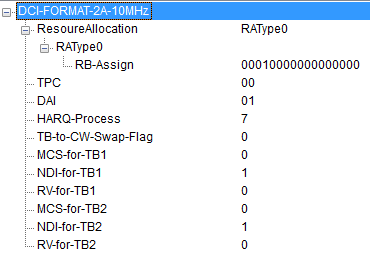 DCI-FORMAT-2A-10MHz
ResoureAllocation RAType0
RAType0
RB-Assign 00010000000000000
TPC 00
DAI 01
HARQ-Process 7
TB-to-CW-Swap-Flag 0
MCS-for-TB1 0
NDI-for-TB1 1
RV-for-TB1 0
MCS-for-TB2 0
NDI-for-TB2 1
RV-for-TB2 0